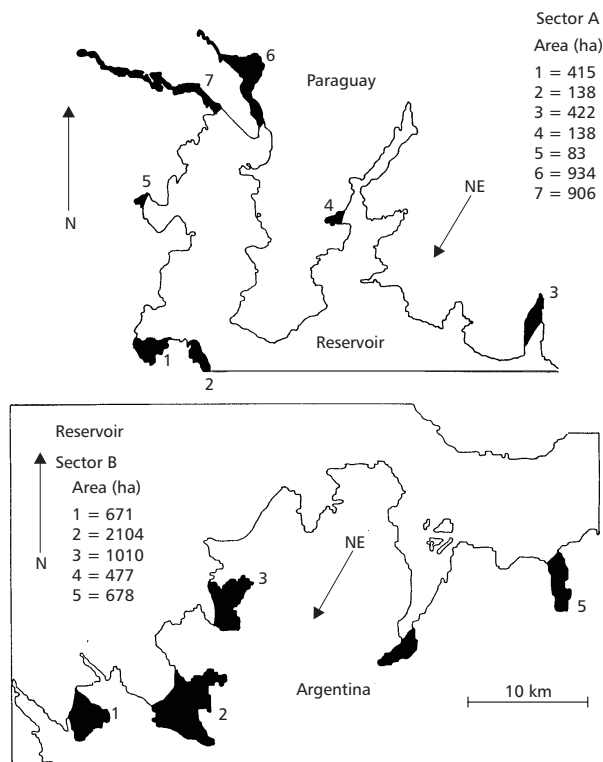 Sector A
Area (ha)
1 = 415
2 = 138
3 = 422
4 = 138
5 = 83
6 = 934
7 = 906
6
7
Paraguay
5
4
NE
N
3
Reservoir
1
2
Reservoir
Sector B
Area (ha)
1 = 671
2 = 2104
3 = 1010
4 = 477
5 = 678
N
NE
3
5
Argentina
10 km
1
2